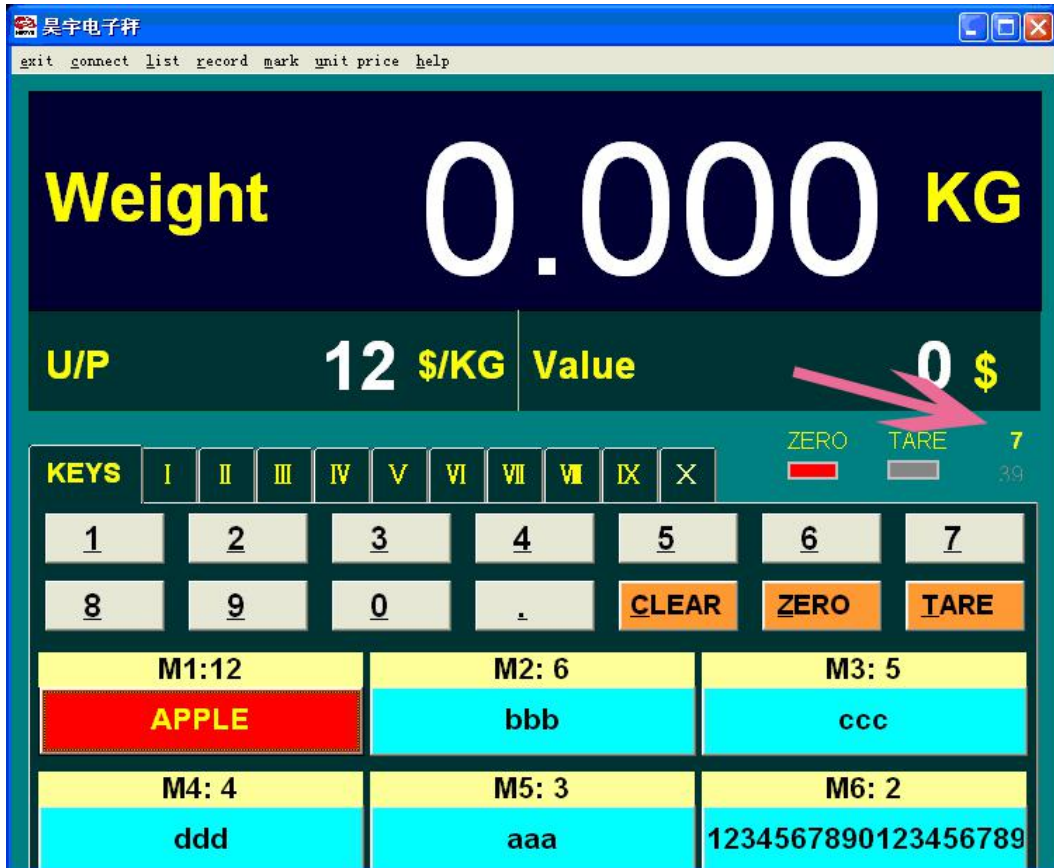 昊宇电子秤
exit connect list record mark unit price help
Weight 0.000 KG
U/P 12 $/KG Value 0 $
ZERO TARE 7
39
KEYS I II III IV V VI VII VIII IX X
1 2 3 4 5 6 7
8 9 0 . CLEAR ZERO TARE
M1:12 M2: 6 M3: 5
APPLE bbb ccc
M4: 4 M5: 3 M6: 2
ddd aaa 1234567890123456789